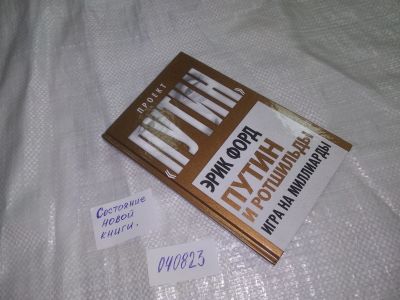 ПРОЕКТ
«ПУТИН»
ЭРИК ФОРД
ПУТИН
И РОТШИЛЬДЫ
ИГРА НА МИЛЛИАРДЫ
Состояние
новой
книги.
040823